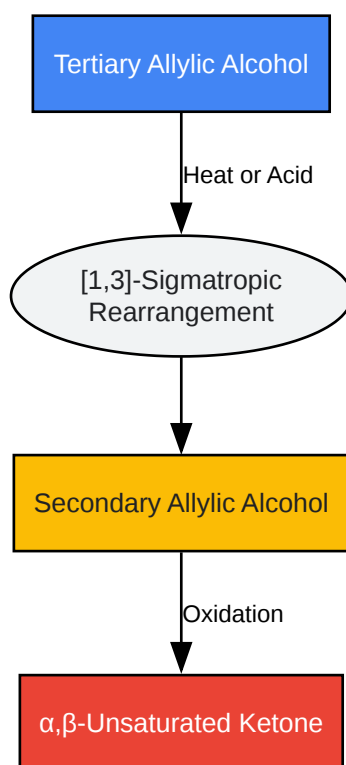 Tertiary Allylic Alcohol
Heat or Acid
[1,3]-Sigmatropic
Rearrangement
Secondary Allylic Alcohol
Oxidation
α,β-Unsaturated Ketone